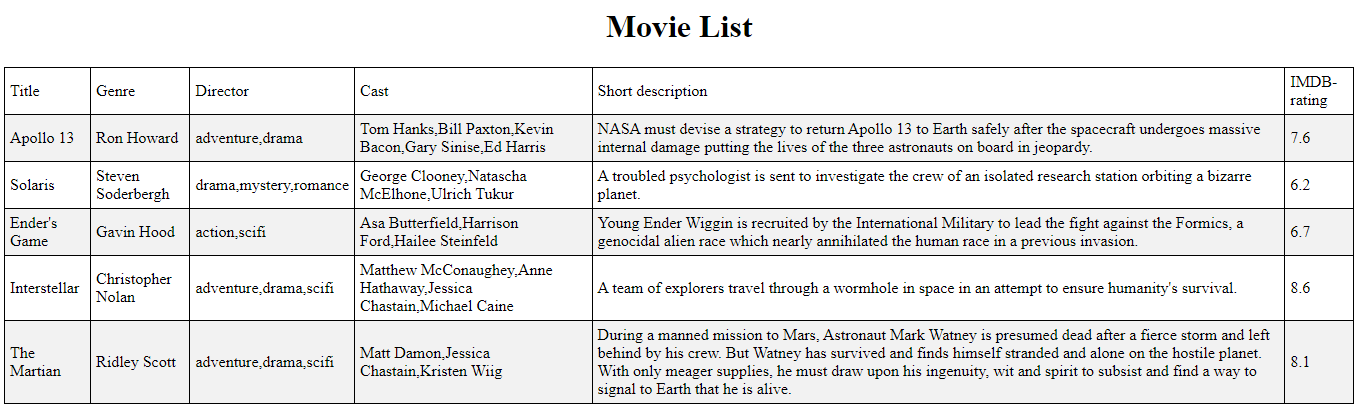 Movie List
Title Genre Director Cast Short description IMDB-
rating
Apollo 13 Ron Howard adventure,drama Tom Hanks,Bill Paxton,Kevin
Bacon,Gary Sinise,Ed Harris NASA must devise a strategy to return Apollo 13 to Earth safely after the spacecraft undergoes massive
internal damage putting the lives of the three astronauts on board in jeopardy. 7.6
Solaris Steven
Soderbergh drama,mystery,romance George Clooney,Natascha
McElhone,Ulrich Tukur A troubled psychologist is sent to investigate the crew of an isolated research station orbiting a bizarre
planet. 6.2
Ender's
Game Gavin Hood action,scifi Asa Butterfield,Harrison
Ford,Hailee Steinfeld Young Ender Wiggin is recruited by the International Military to lead the fight against the Formics, a
genocidal alien race which nearly annihilated the human race in a previous invasion. 6.7
Interstellar Christopher
Nolan adventure,drama,scifi Matthew McConaughey,Anne
Hathaway,Jessica
Chastain,Michael Caine A team of explorers travel through a wormhole in space in an attempt to ensure humanity's survival. 8.6
The
Martian Ridley Scott adventure,drama,scifi Matt Damon,Jessica
Chastain,Kristen Wiig During a manned mission to Mars, Astronaut Mark Watney is presumed dead after a fierce storm and left
behind by his crew. But Watney has survived and finds himself stranded and alone on the hostile planet.
With only meager supplies, he must draw upon his ingenuity, wit and spirit to subsist and find a way to
signal to Earth that he is alive. 8.1